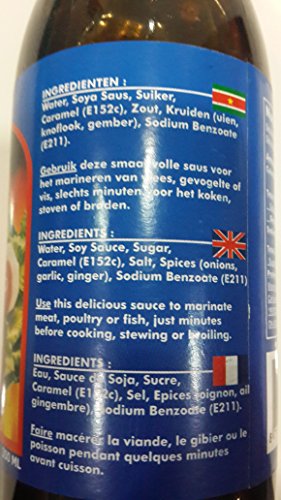 INGREDIENTEN :
Water, Soya Saus, Suiker,
Caramel (E152c), Zout, Kruiden (uien,
knoflook, gember), Sodium Benzoate
(E211).
Gebruik deze smaakvolle saus voor
het marineren van vlees, gevogelte of
vis, slechts minuten voor het koken,
stoven of braden.
INGREDIENTS :
Water, Soy Sauce, Sugar,
Caramel (E152c), Salt, Spices (onions,
garlic, ginger), Sodium Benzoate (E211)
Use this delicious sauce to marinate
meat, poultry or fish, just minutes
before cooking, stewing or broiling.
INGREDIENTS :
Eau, Sauce de Soja, Sucre,
Caramel (E152c), Sel, Epices (oignon, ail
gingembre), Sodium Benzoate (E211).
Faire macérer la viande, le gibier ou le
poisson pendant quelques minutes
avant cuisson.
350 ML